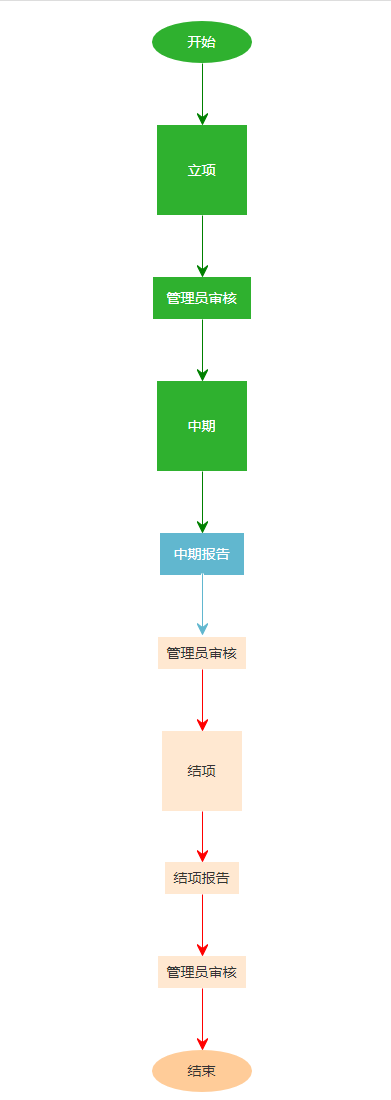 开始
立项
管理员审核
中期
中期报告
管理员审核
结项
结项报告
管理员审核
结束